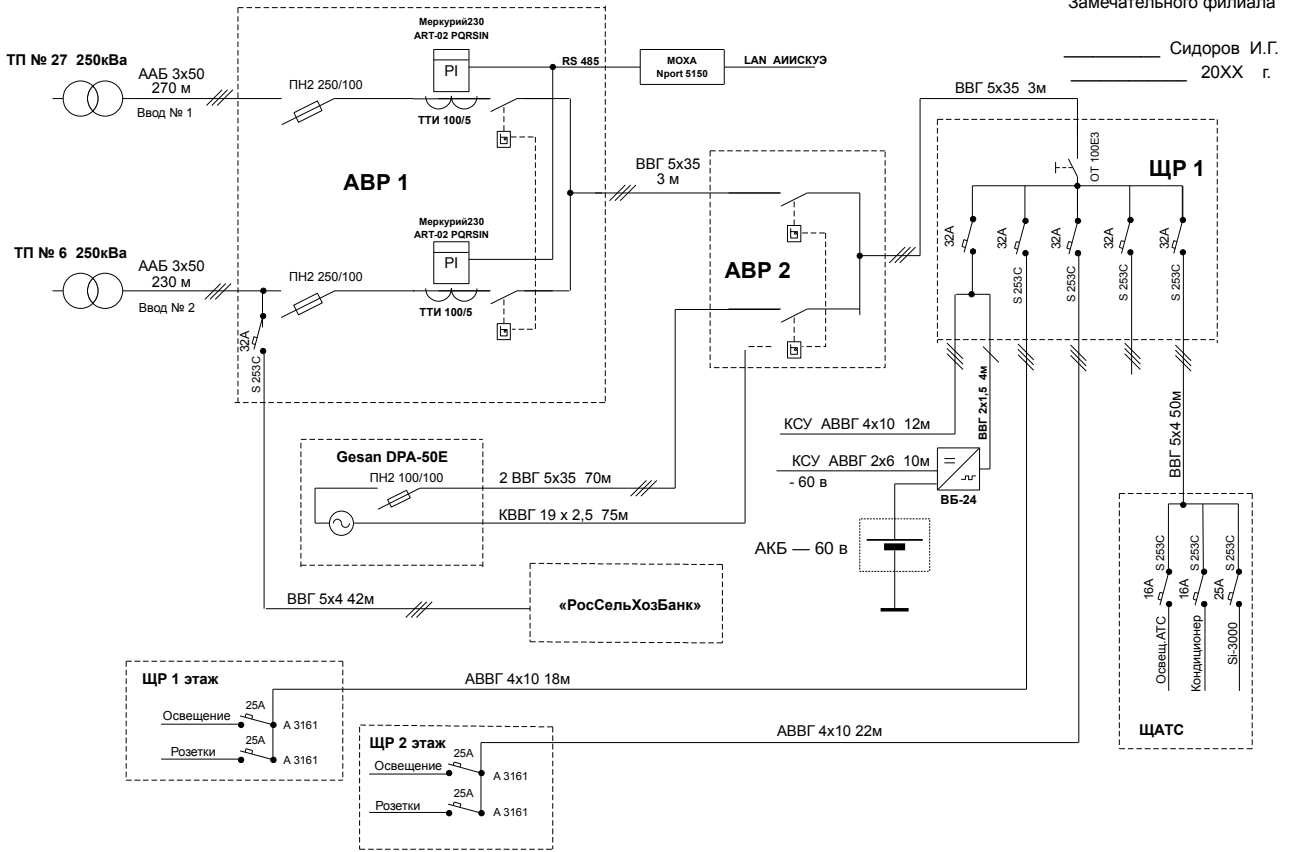 Замечательного филиала
____________ Сидоров И.Г.
____________ 20ХХ г.
ТП № 27 250кВа
ААБ 3х50
270 м
Ввод № 1
ПН2 250/100
Меркурий230
ART-02 PQRSIN
PI
ТТИ 100/5
RS 485
MOXA
Nport 5150
LAN АИИСКУЭ
АВР 1
ТП № 6 250кВа
ААБ 3х50
230 м
Ввод № 2
ПН2 250/100
Меркурий230
ART-02 PQRSIN
PI
ТТИ 100/5
32А
S 253C
ВВГ 5х35
3 м
АВР 2
ВВГ 5х35 3м
ЩР 1
ОТ 100Е3
32А
32А
S 253C
32А
S 253C
32А
S 253C
32А
S 253C
КСУ АВВГ 4х10 12м
ВВГ 2х1,5 4м
КСУ АВВГ 2х6 10м
- 60 в
ВБ-24
АКБ — 60 в
Gesan DPA-50E
ПН2 100/100
2 ВВГ 5х35 70м
КВВГ 19 х 2,5 75м
ВВГ 5х4 42м
«РосСельХозБанк»
ВВГ 5х4 50м
16А
S 253C
16А
S 253C
25А
S 253C
Освещ.АТС
Кондиционер
Si-3000
ЩАТС
ЩР 1 этаж
25А
Освещение
А 3161
25А
Розетки
А 3161
АВВГ 4х10 18м
ЩР 2 этаж
25А
Освещение
А 3161
25А
Розетки
А 3161
АВВГ 4х10 22м